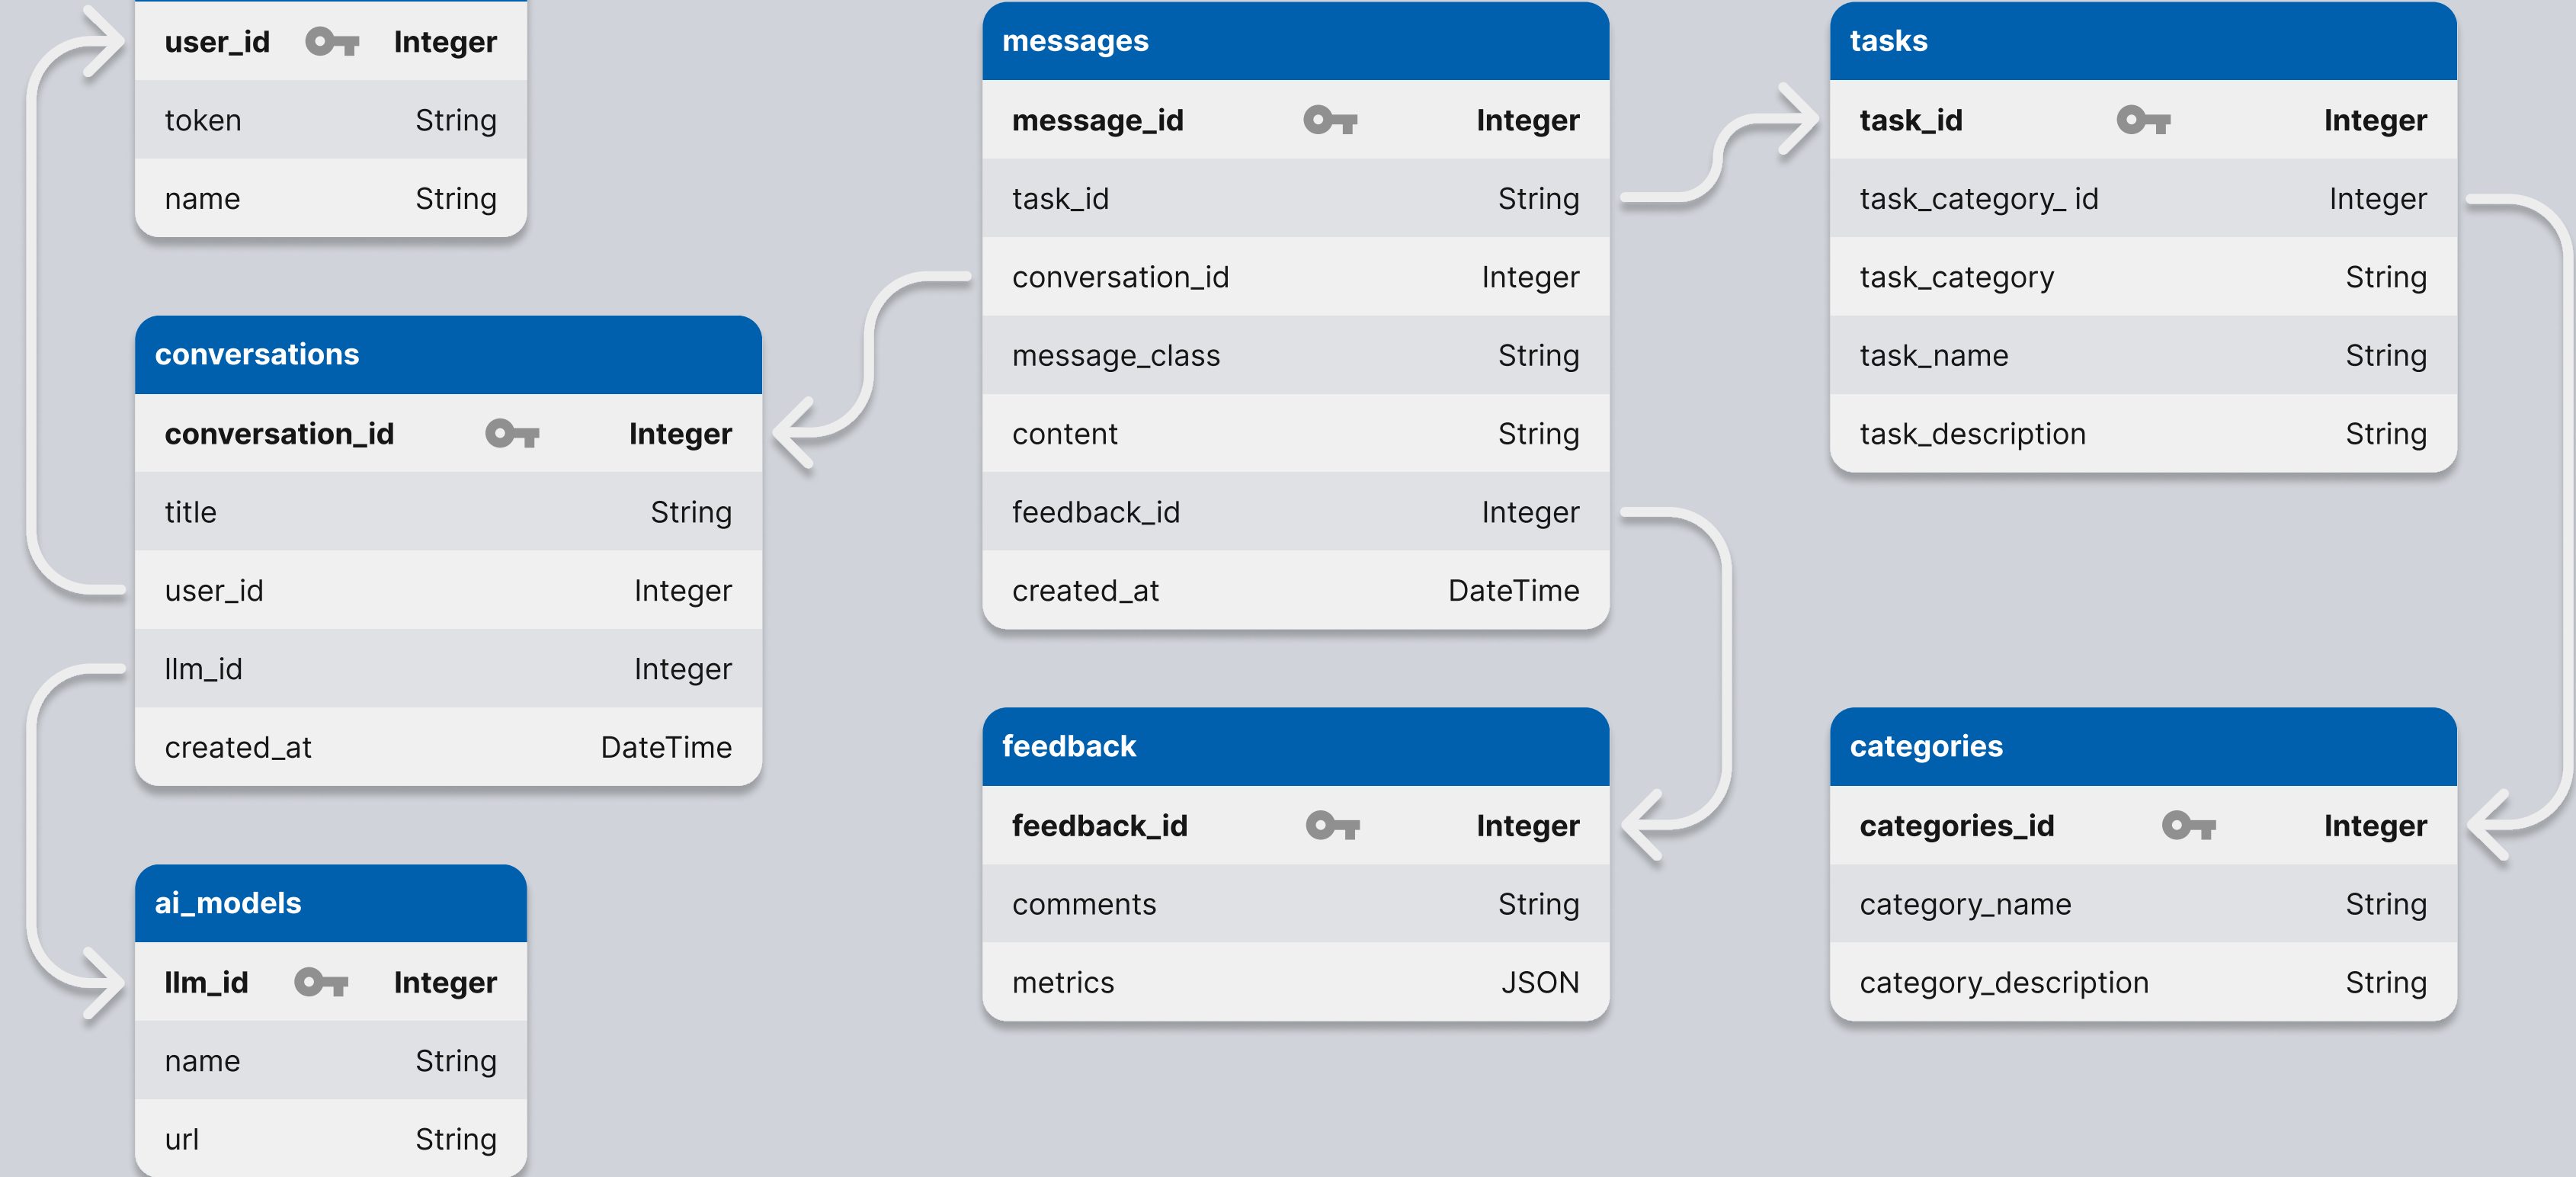 user_id Integer
token String
name String
conversations
conversation_id Integer
title String
user_id Integer
llm_id Integer
created_at DateTime
ai_models
llm_id Integer
name String
url String
messages
message_id Integer
task_id String
conversation_id Integer
message_class String
content String
feedback_id Integer
created_at DateTime
feedback
feedback_id Integer
comments String
metrics JSON
tasks
task_id Integer
task_category_ id Integer
task_category String
task_name String
task_description String
categories
categories_id Integer
category_name String
category_description String